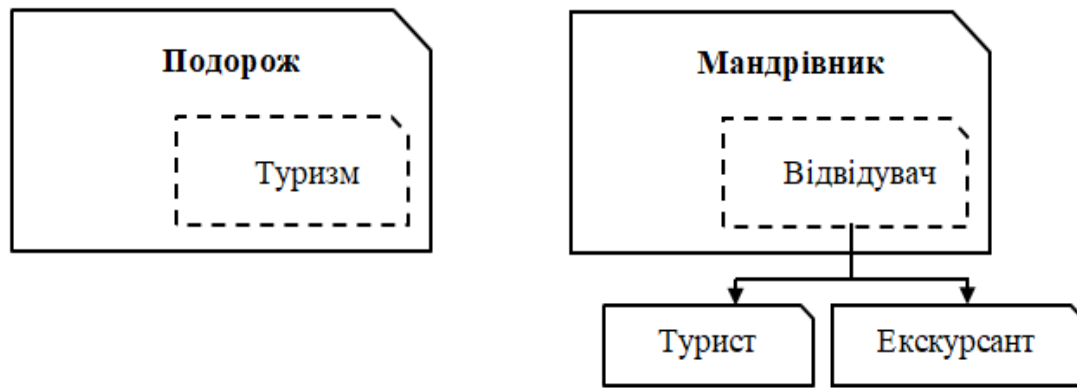 Подорож
Туризм
Мандрівник
Відвідувач
Турист
Екскурсант